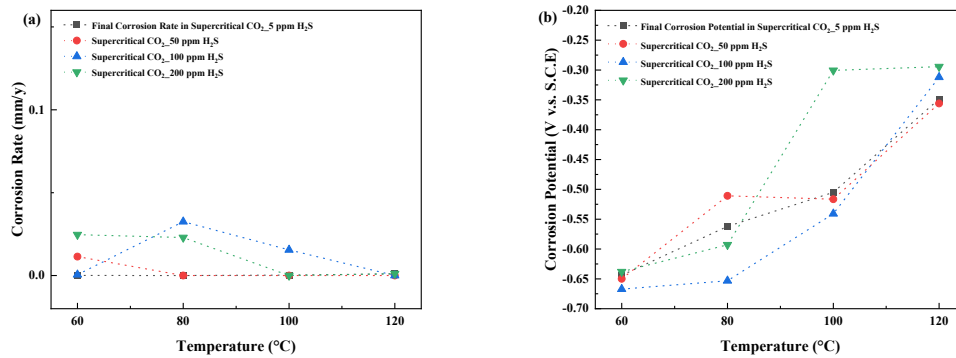 (a)
Final Corrosion Rate in Supercritical CO₂_5 ppm H₂S
Supercritical CO₂_50 ppm H₂S
Supercritical CO₂_100 ppm H₂S
Supercritical CO₂_200 ppm H₂S
Corrosion Rate (mm/y)
0.1
0.0
60 80 100 120
Temperature (°C)
(b)
Final Corrosion Potential in Supercritical CO₂_5 ppm H₂S
Supercritical CO₂_50 ppm H₂S
Supercritical CO₂_100 ppm H₂S
Supercritical CO₂_200 ppm H₂S
Corrosion Potential (V v.s. S.C.E)
-0.20
-0.25
-0.30
-0.35
-0.40
-0.45
-0.50
-0.55
-0.60
-0.65
-0.70
60 80 100 120
Temperature (°C)